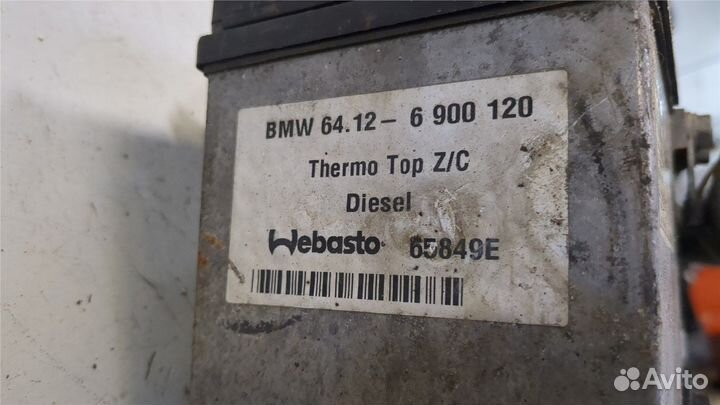 BMW 64.12 - 6 900 120
Thermo Top Z/C
Diesel
Webasto 65849E
Avito